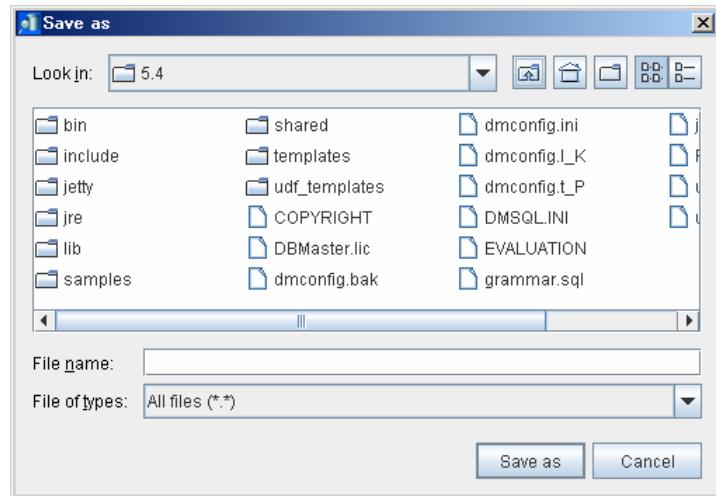 Save as
Look in: 5.4
bin shared dmconfig.ini
include templates dmconfig.l_K
jetty udf_templates dmconfig.t_P
jre COPYRIGHT DMSQL.INI
lib DBMaster.lic EVALUATION
samples dmconfig.bak grammar.sql
File name:
File of types: All files (*.*)
Save as Cancel